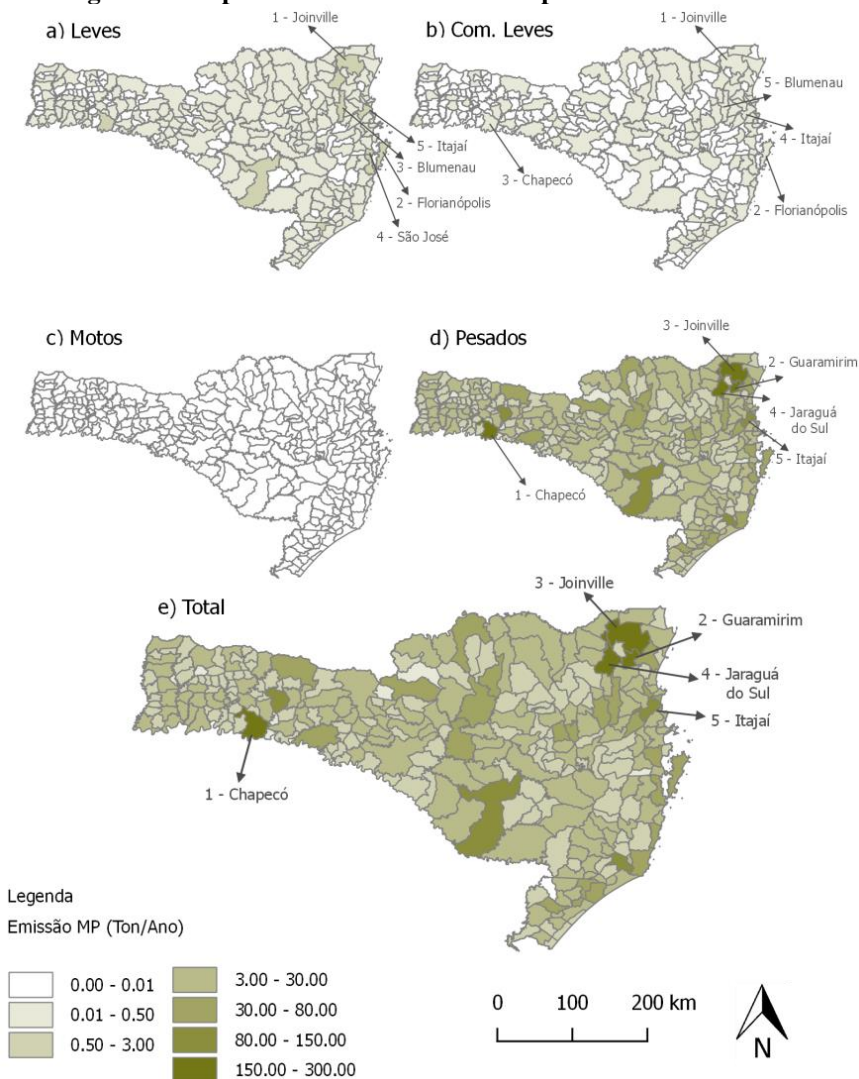 1 - Joinville
a) Leves
5 - Itajaí
3 - Blumenau
2 - Florianópolis
4 - São José
1 - Joinville
b) Com. Leves
5 - Blumenau
4 - Itajaí
3 - Chapecó
2 - Florianópolis
c) Motos
3 - Joinville
d) Pesados
2 - Guaramirim
4 - Jaraguá
do Sul
5 - Itajaí
1 - Chapecó
e) Total
3 - Joinville
2 - Guaramirim
4 - Jaraguá
do Sul
5 - Itajaí
1 - Chapecó
Legenda
Emissão MP (Ton/Ano)
0.00 - 0.01
0.01 - 0.50
0.50 - 3.00
3.00 - 30.00
30.00 - 80.00
80.00 - 150.00
150.00 - 300.00
0 100 200 km
N